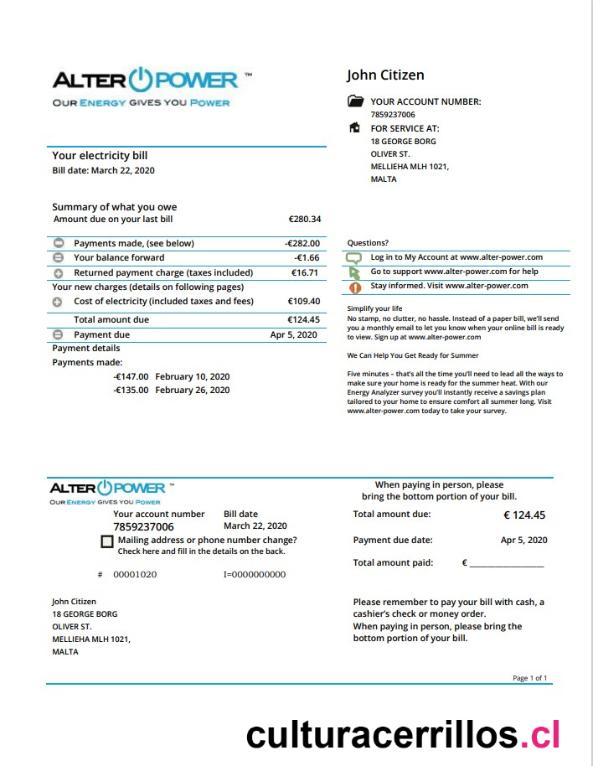 ALTER POWER ™
OUR ENERGY GIVES YOU POWER
Your electricity bill
Bill date: March 22, 2020
John Citizen
YOUR ACCOUNT NUMBER:
7859237006
FOR SERVICE AT:
18 GEORGE BORG
OLIVER ST.
MELLIEHA MLH 1021,
MALTA
Summary of what you owe
Amount due on your last bill €280.34
Payments made, (see below) -€282.00
Your balance forward -€1.66
Returned payment charge (taxes included) €16.71
Your new charges (details on following pages)
Cost of electricity (included taxes and fees) €109.40
Total amount due €124.45
Payment due Apr 5, 2020
Payment details
Payments made:
-€147.00 February 10, 2020
-€135.00 February 26, 2020
Questions?
Log in to My Account at www.alter-power.com
Go to support www.alter-power.com for help
Stay informed. Visit www.alter-power.com
Simplify your life
No stamp, no clutter, no hassle. Instead of a paper bill, we'll send
you a monthly email to let you know when your online bill is ready
to view. Sign up at www.alter-power.com
We Can Help You Get Ready for Summer
Five minutes – that's all the time you'll need to lead all the ways to
make sure your home is ready for the summer heat. With our
Energy Analyzer survey you'll instantly receive a savings plan
tailored to your home to ensure comfort all summer long. Visit
www.alter-power.com today to take your survey.
ALTER POWER ™
OUR ENERGY GIVES YOU POWER
Your account number Bill date
7859237006 March 22, 2020
Mailing address or phone number change?
Check here and fill in the details on the back.
# 00001020 I=0000000000
John Citizen
18 GEORGE BORG
OLIVER ST.
MELLIEHA MLH 1021,
MALTA
When paying in person, please
bring the bottom portion of your bill.
Total amount due: € 124.45
Payment due date: Apr 5, 2020
Total amount paid: € _______________
Please remember to pay your bill with cash, a
cashier's check or money order.
When paying in person, please bring the
bottom portion of your bill.
Page 1 of 1
culturacerrillos.cl